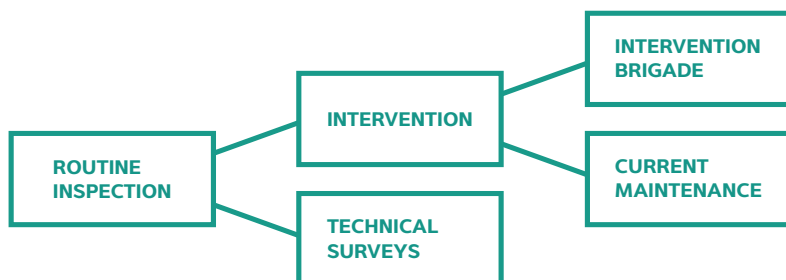 ROUTINE
INSPECTION
INTERVENTION
TECHNICAL
SURVEYS
INTERVENTION
BRIGADE
CURRENT
MAINTENANCE